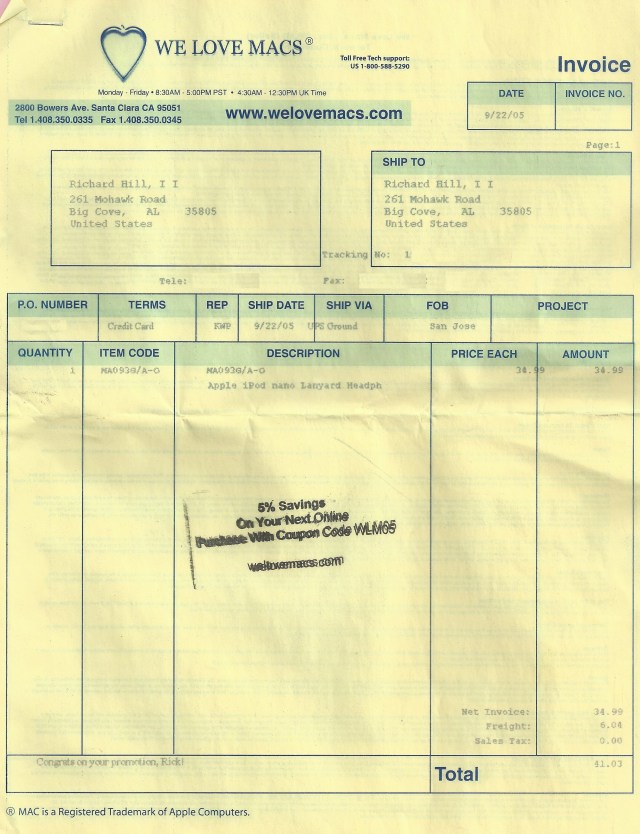 WE LOVE MACS ®
Toll Free Tech support:
US 1-800-588-5290
Invoice
Monday - Friday • 8:30AM - 5:00PM PST • 4:30AM - 12:30PM UK Time
2800 Bowers Ave. Santa Clara CA 95051
Tel 1.408.350.0335 Fax 1.408.350.0345
www.welovemacs.com
DATE INVOICE NO.
9/22/05
Page:1
SHIP TO
Richard Hill, I I
261 Mohawk Road
Big Cove, AL 35805
United States
Richard Hill, I I
261 Mohawk Road
Big Cove, AL 35805
United States
Tracking No: 1
Tele: Fax:
P.O. NUMBER TERMS REP SHIP DATE SHIP VIA FOB PROJECT
Credit Card KWP 9/22/05 UPS Ground San Jose
QUANTITY ITEM CODE DESCRIPTION PRICE EACH AMOUNT
1 MA093G/A-O MA093G/A-O 34.99 34.99
Apple iPod nano Lanyard Headph
5% Savings
On Your Next Online
Purchase With Coupon Code WLM05
welovemacs.com
Net Invoice: 34.99
Freight: 6.04
Sales Tax: 0.00
Congrats on your promotion, Rick!
Total 41.03
® MAC is a Registered Trademark of Apple Computers.